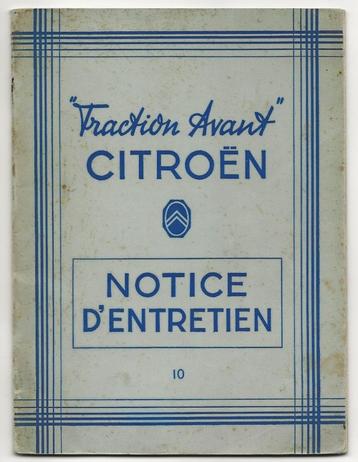 "Traction Avant"
CITROËN
NOTICE
D'ENTRETIEN
10